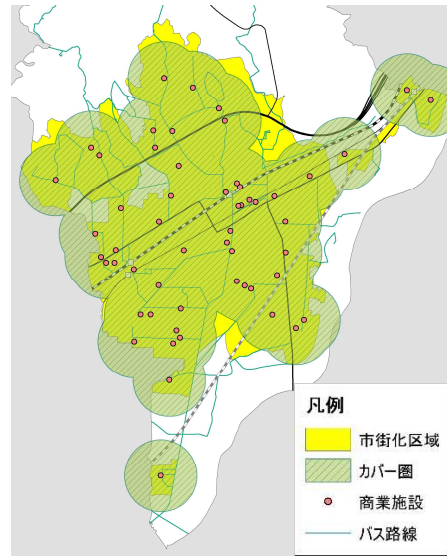 凡例
市街化区域
カバー圏
商業施設
バス路線